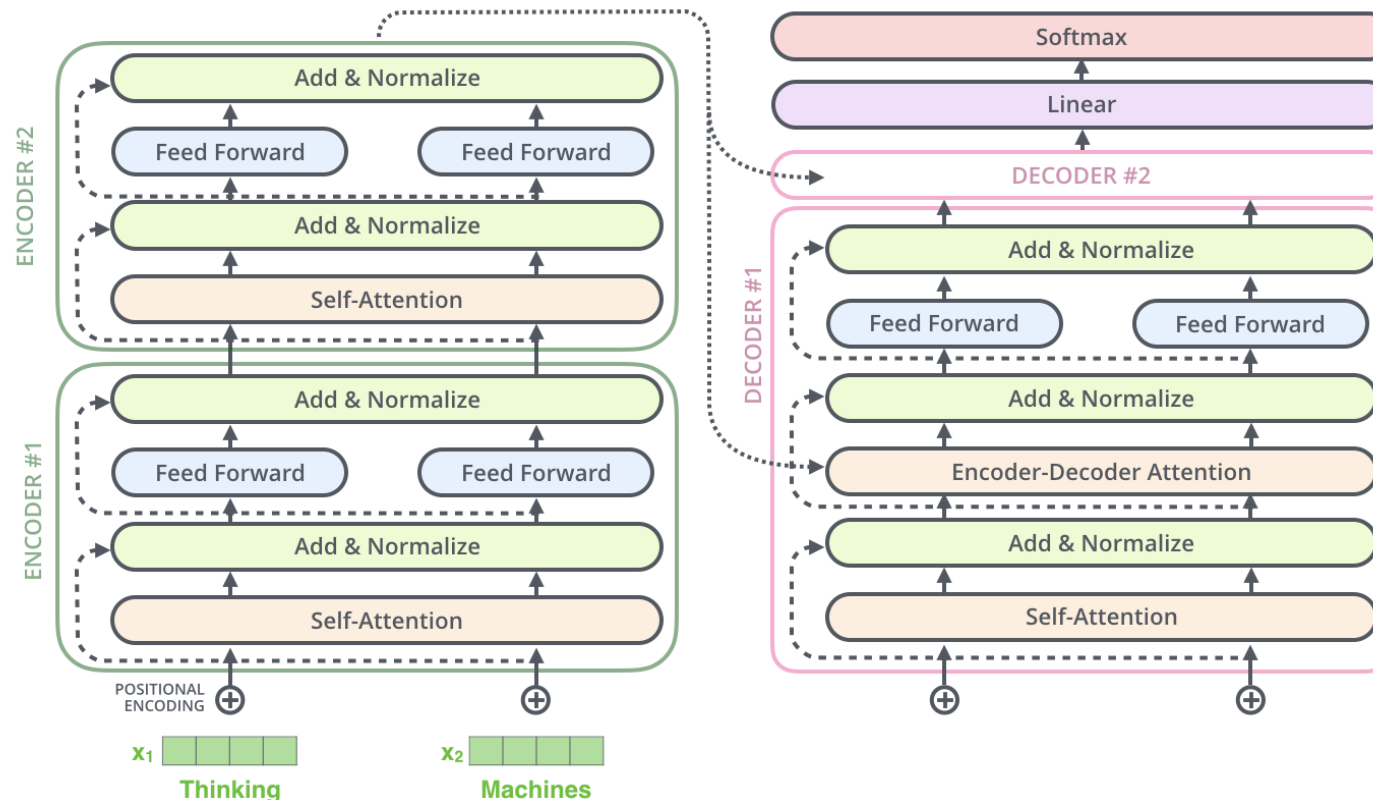 ENCODER #2
Add & Normalize
Feed Forward
Feed Forward
Add & Normalize
Self-Attention
ENCODER #1
Add & Normalize
Feed Forward
Feed Forward
Add & Normalize
Self-Attention
POSITIONAL
ENCODING
x₁
x₂
Thinking
Machines
Softmax
Linear
DECODER #2
DECODER #1
Add & Normalize
Feed Forward
Feed Forward
Add & Normalize
Encoder-Decoder Attention
Add & Normalize
Self-Attention